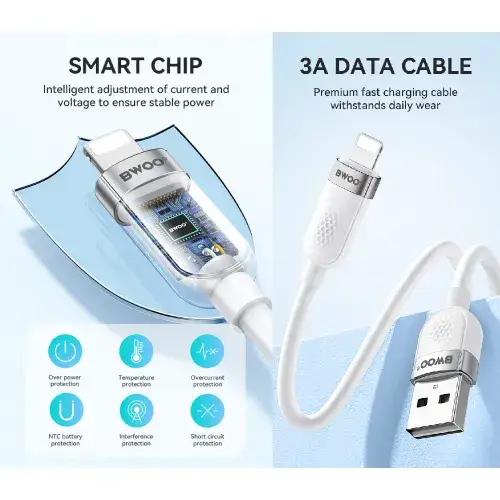 SMART CHIP
Intelligent adjustment of current and
voltage to ensure stable power
BWOO
BWOO
Over power
protection
Temperature
protection
Overcurrent
protection
NTC battery
protection
Interference
protection
Short circuit
protection
3A DATA CABLE
Premium fast charging cable
withstands daily wear
BWOO
BWOO